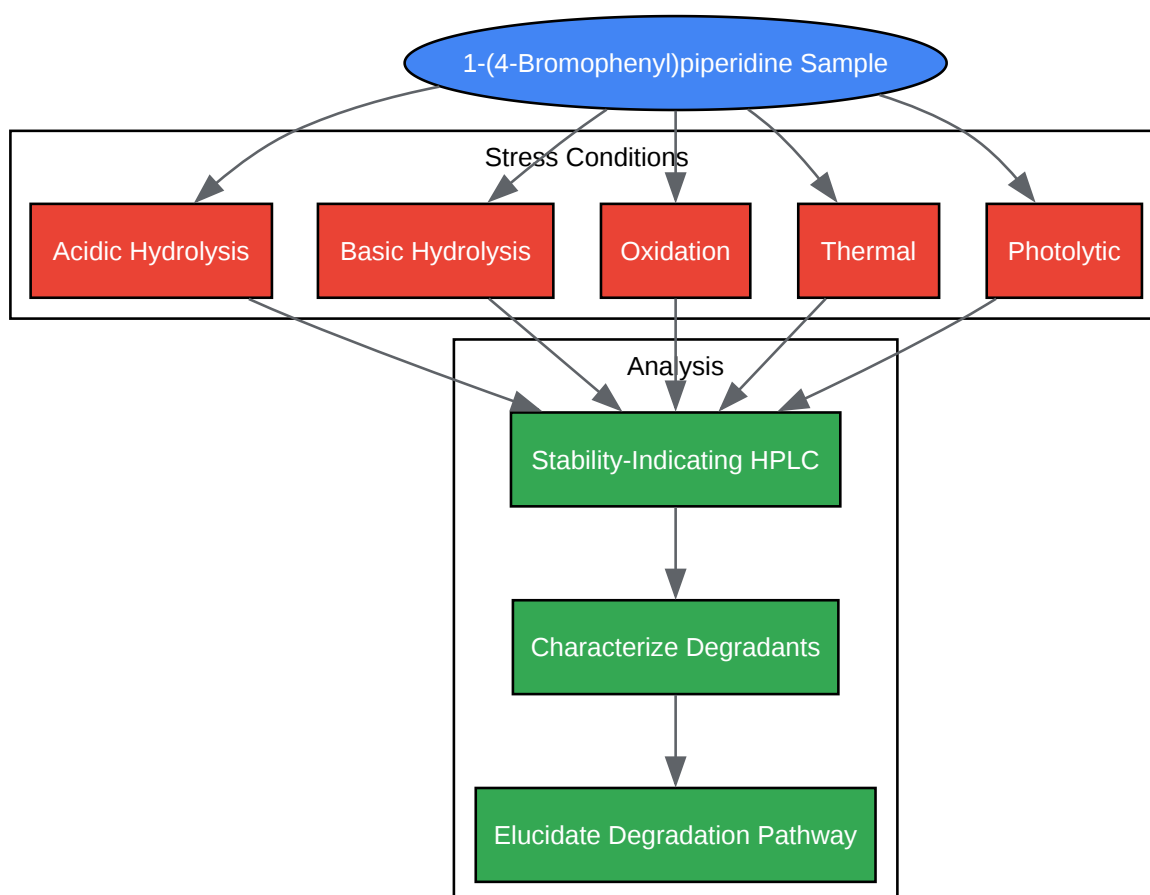 1-(4-Bromophenyl)piperidine Sample
Stress Conditions
Acidic Hydrolysis
Basic Hydrolysis
Oxidation
Thermal
Photolytic
Analysis
Stability-Indicating HPLC
Characterize Degradants
Elucidate Degradation Pathway